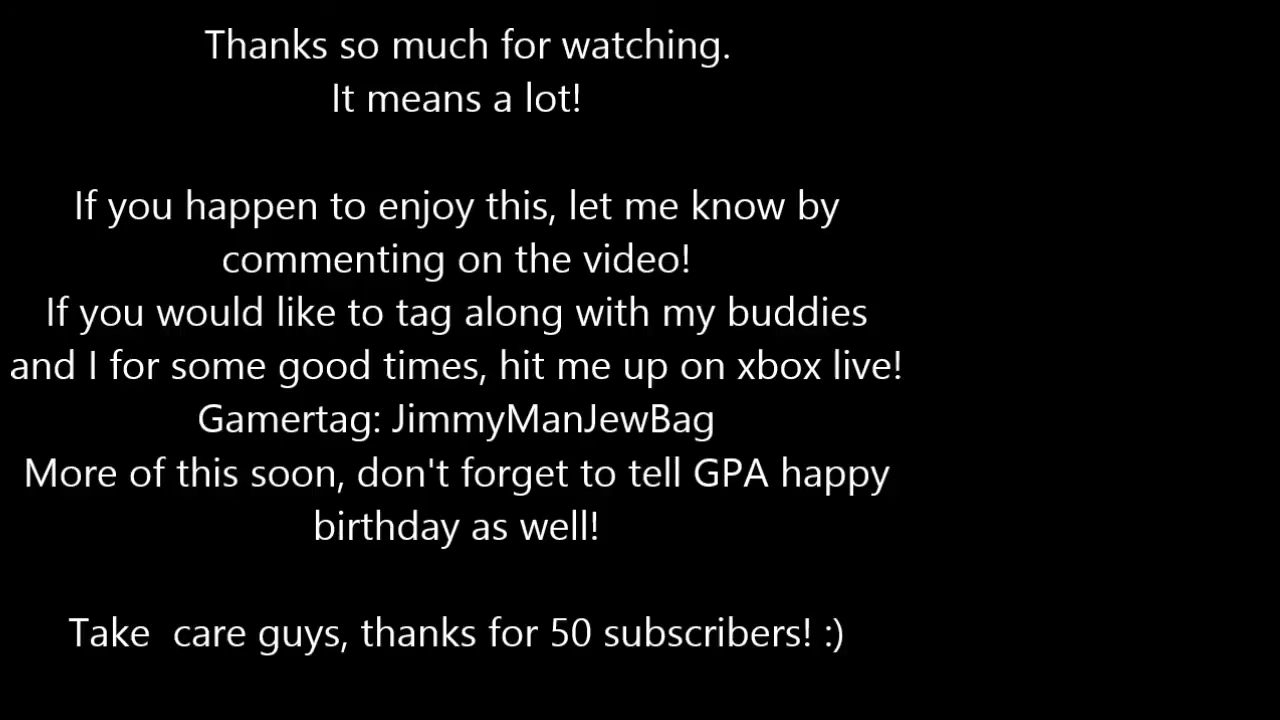 Thanks so much for watching.
It means a lot!
If you happen to enjoy this, let me know by
commenting on the video!
If you would like to tag along with my buddies
and I for some good times, hit me up on xbox live!
Gamertag: JimmyManJewBag
More of this soon, don't forget to tell GPA happy
birthday as well!
Take  care guys, thanks for 50 subscribers! :)